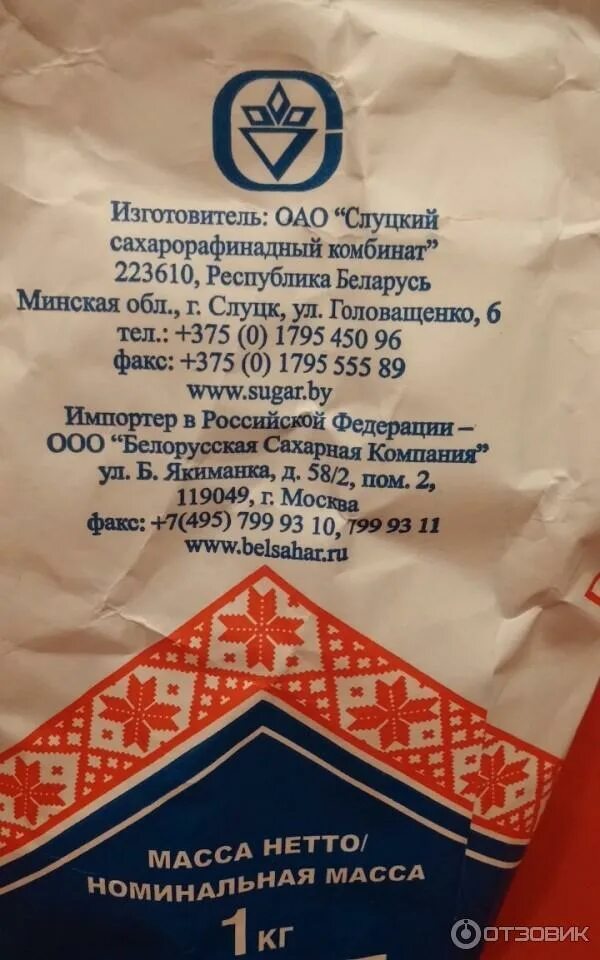 Изготовитель: ОАО “Слуцкий
сахарорафинадный комбинат”
223610, Республика Беларусь
Минская обл., г. Слуцк, ул. Головащенко, 6
тел.: +375 (0) 1795 450 96
факс: +375 (0) 1795 555 89
www.sugar.by
Импортер в Российской Федерации –
ООО “Белорусская Сахарная Компания”
ул. Б. Якиманка, д. 58/2, пом. 2,
119049, г. Москва
факс: +7(495) 799 93 10, 799 93 11
www.belsahar.ru
МАССА НЕТТО/
НОМИНАЛЬНАЯ МАССА
1 КГ
ОТЗОВИК